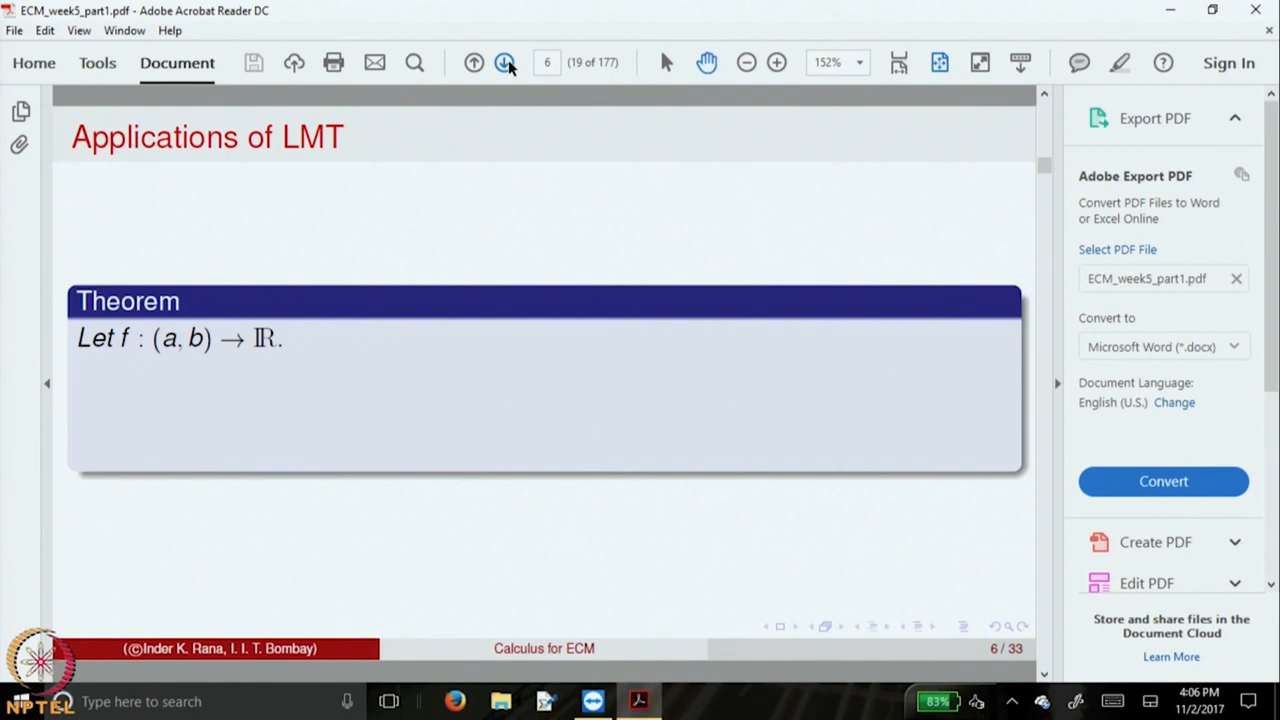 ECM_week5_part1.pdf - Adobe Acrobat Reader DC
File Edit View Window Help
Home Tools Document 6 (19 of 177) 152% Sign In
Applications of LMT
Theorem
Let f : (a, b) → ℝ.
(©Inder K. Rana, I. I. T. Bombay) Calculus for ECM 6 / 33
Export PDF
Adobe Export PDF
Convert PDF Files to Word
or Excel Online
Select PDF File
ECM_week5_part1.pdf
Convert to
Microsoft Word (*.docx)
Document Language:
English (U.S.) Change
Convert
Create PDF
Edit PDF
Store and share files in the
Document Cloud
Learn More
NPTEL
Type here to search
83%
4:06 PM
11/2/2017